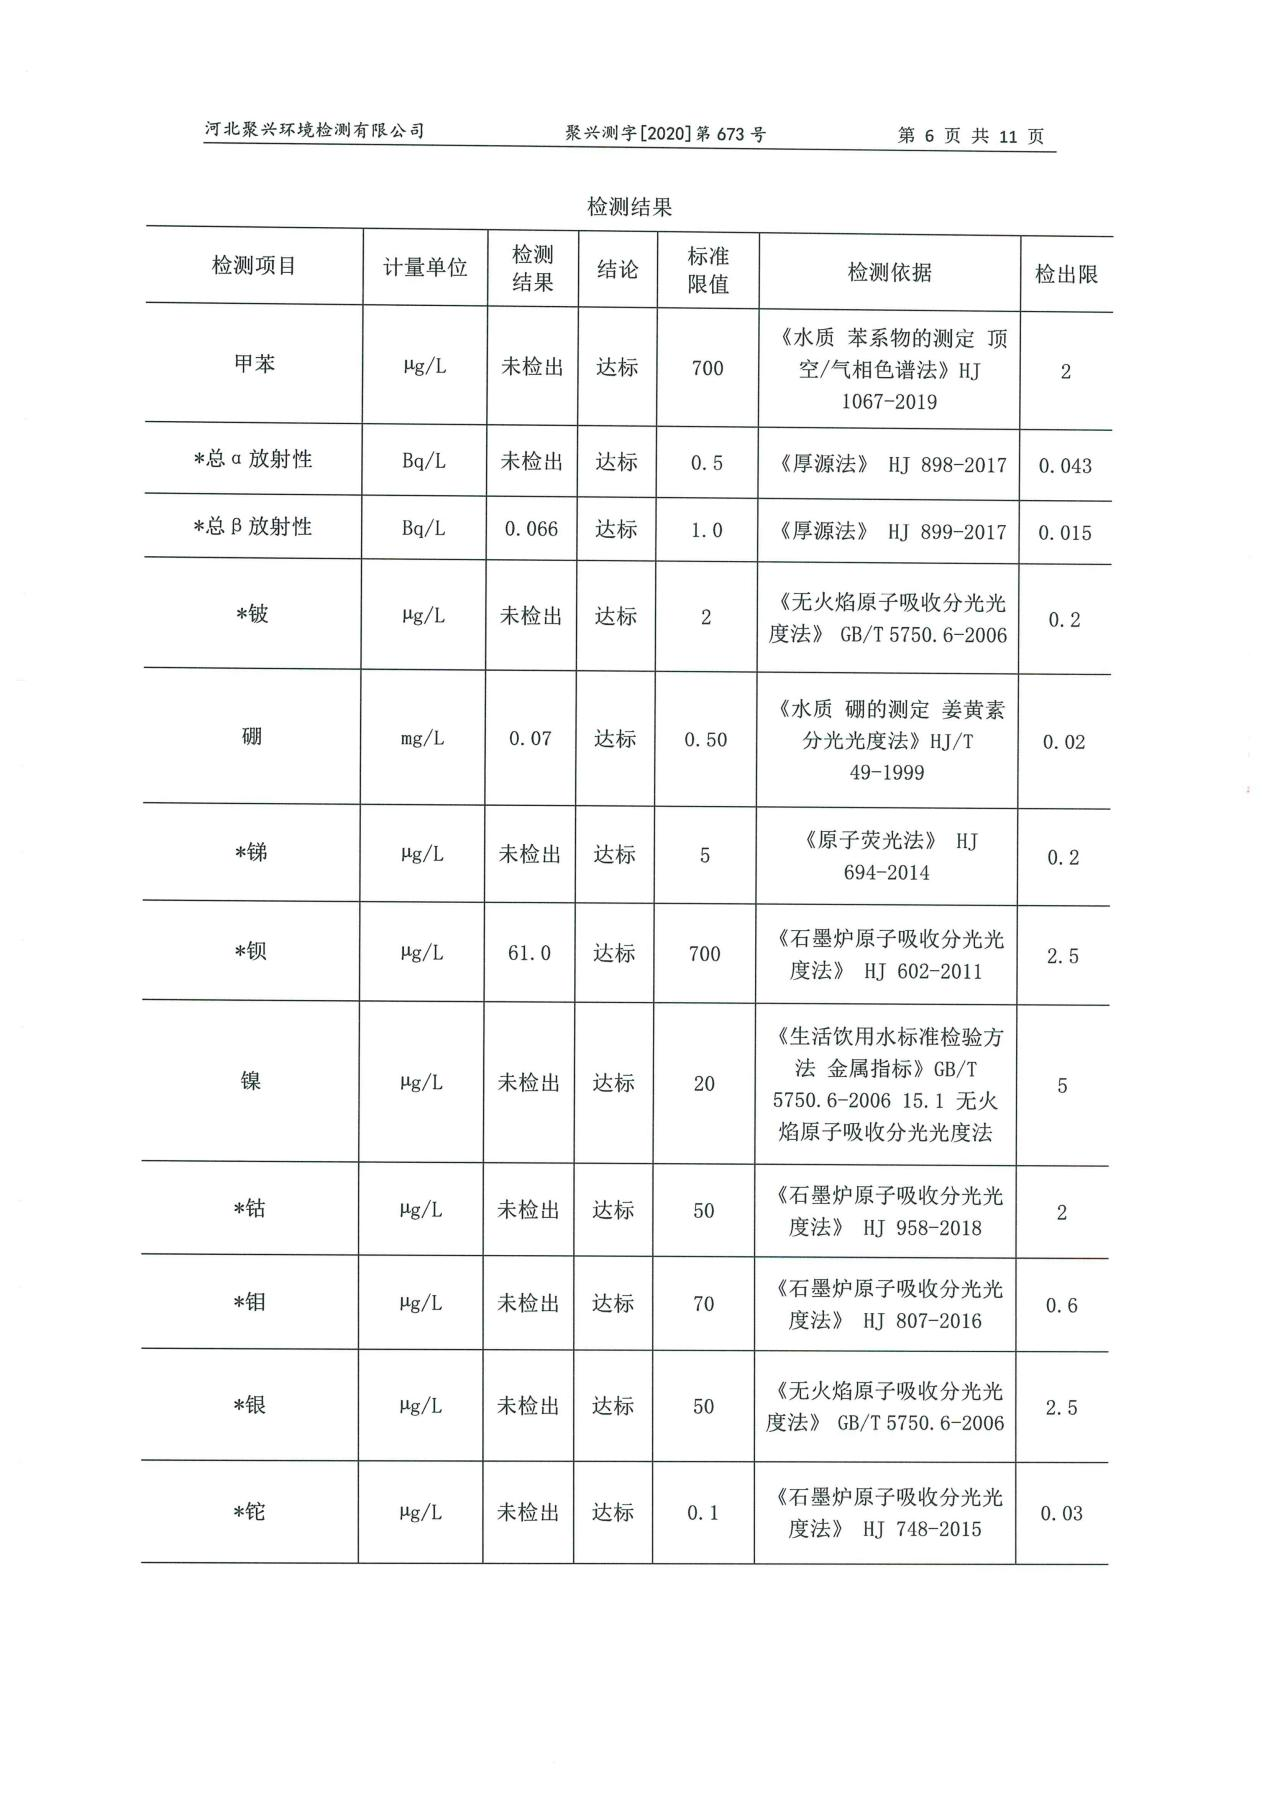 河北聚兴环境检测有限公司 聚兴测字[2020]第 673 号 第 6 页 共 11 页
检测结果
检测项目 计量单位 检测结果 结论 标准限值 检测依据 检出限
甲苯 μg/L 未检出 达标 700 《水质 苯系物的测定 顶空/气相色谱法》HJ 1067-2019 2
*总α放射性 Bq/L 未检出 达标 0.5 《厚源法》 HJ 898-2017 0.043
*总β放射性 Bq/L 0.066 达标 1.0 《厚源法》 HJ 899-2017 0.015
*铍 μg/L 未检出 达标 2 《无火焰原子吸收分光光度法》 GB/T 5750.6-2006 0.2
硼 mg/L 0.07 达标 0.50 《水质 硼的测定 姜黄素分光光度法》HJ/T 49-1999 0.02
*锑 μg/L 未检出 达标 5 《原子荧光法》 HJ 694-2014 0.2
*钡 μg/L 61.0 达标 700 《石墨炉原子吸收分光光度法》 HJ 602-2011 2.5
镍 μg/L 未检出 达标 20 《生活饮用水标准检验方法 金属指标》GB/T 5750.6-2006 15.1 无火焰原子吸收分光光度法 5
*钴 μg/L 未检出 达标 50 《石墨炉原子吸收分光光度法》 HJ 958-2018 2
*钼 μg/L 未检出 达标 70 《石墨炉原子吸收分光光度法》 HJ 807-2016 0.6
*银 μg/L 未检出 达标 50 《无火焰原子吸收分光光度法》 GB/T 5750.6-2006 2.5
*铊 μg/L 未检出 达标 0.1 《石墨炉原子吸收分光光度法》 HJ 748-2015 0.03